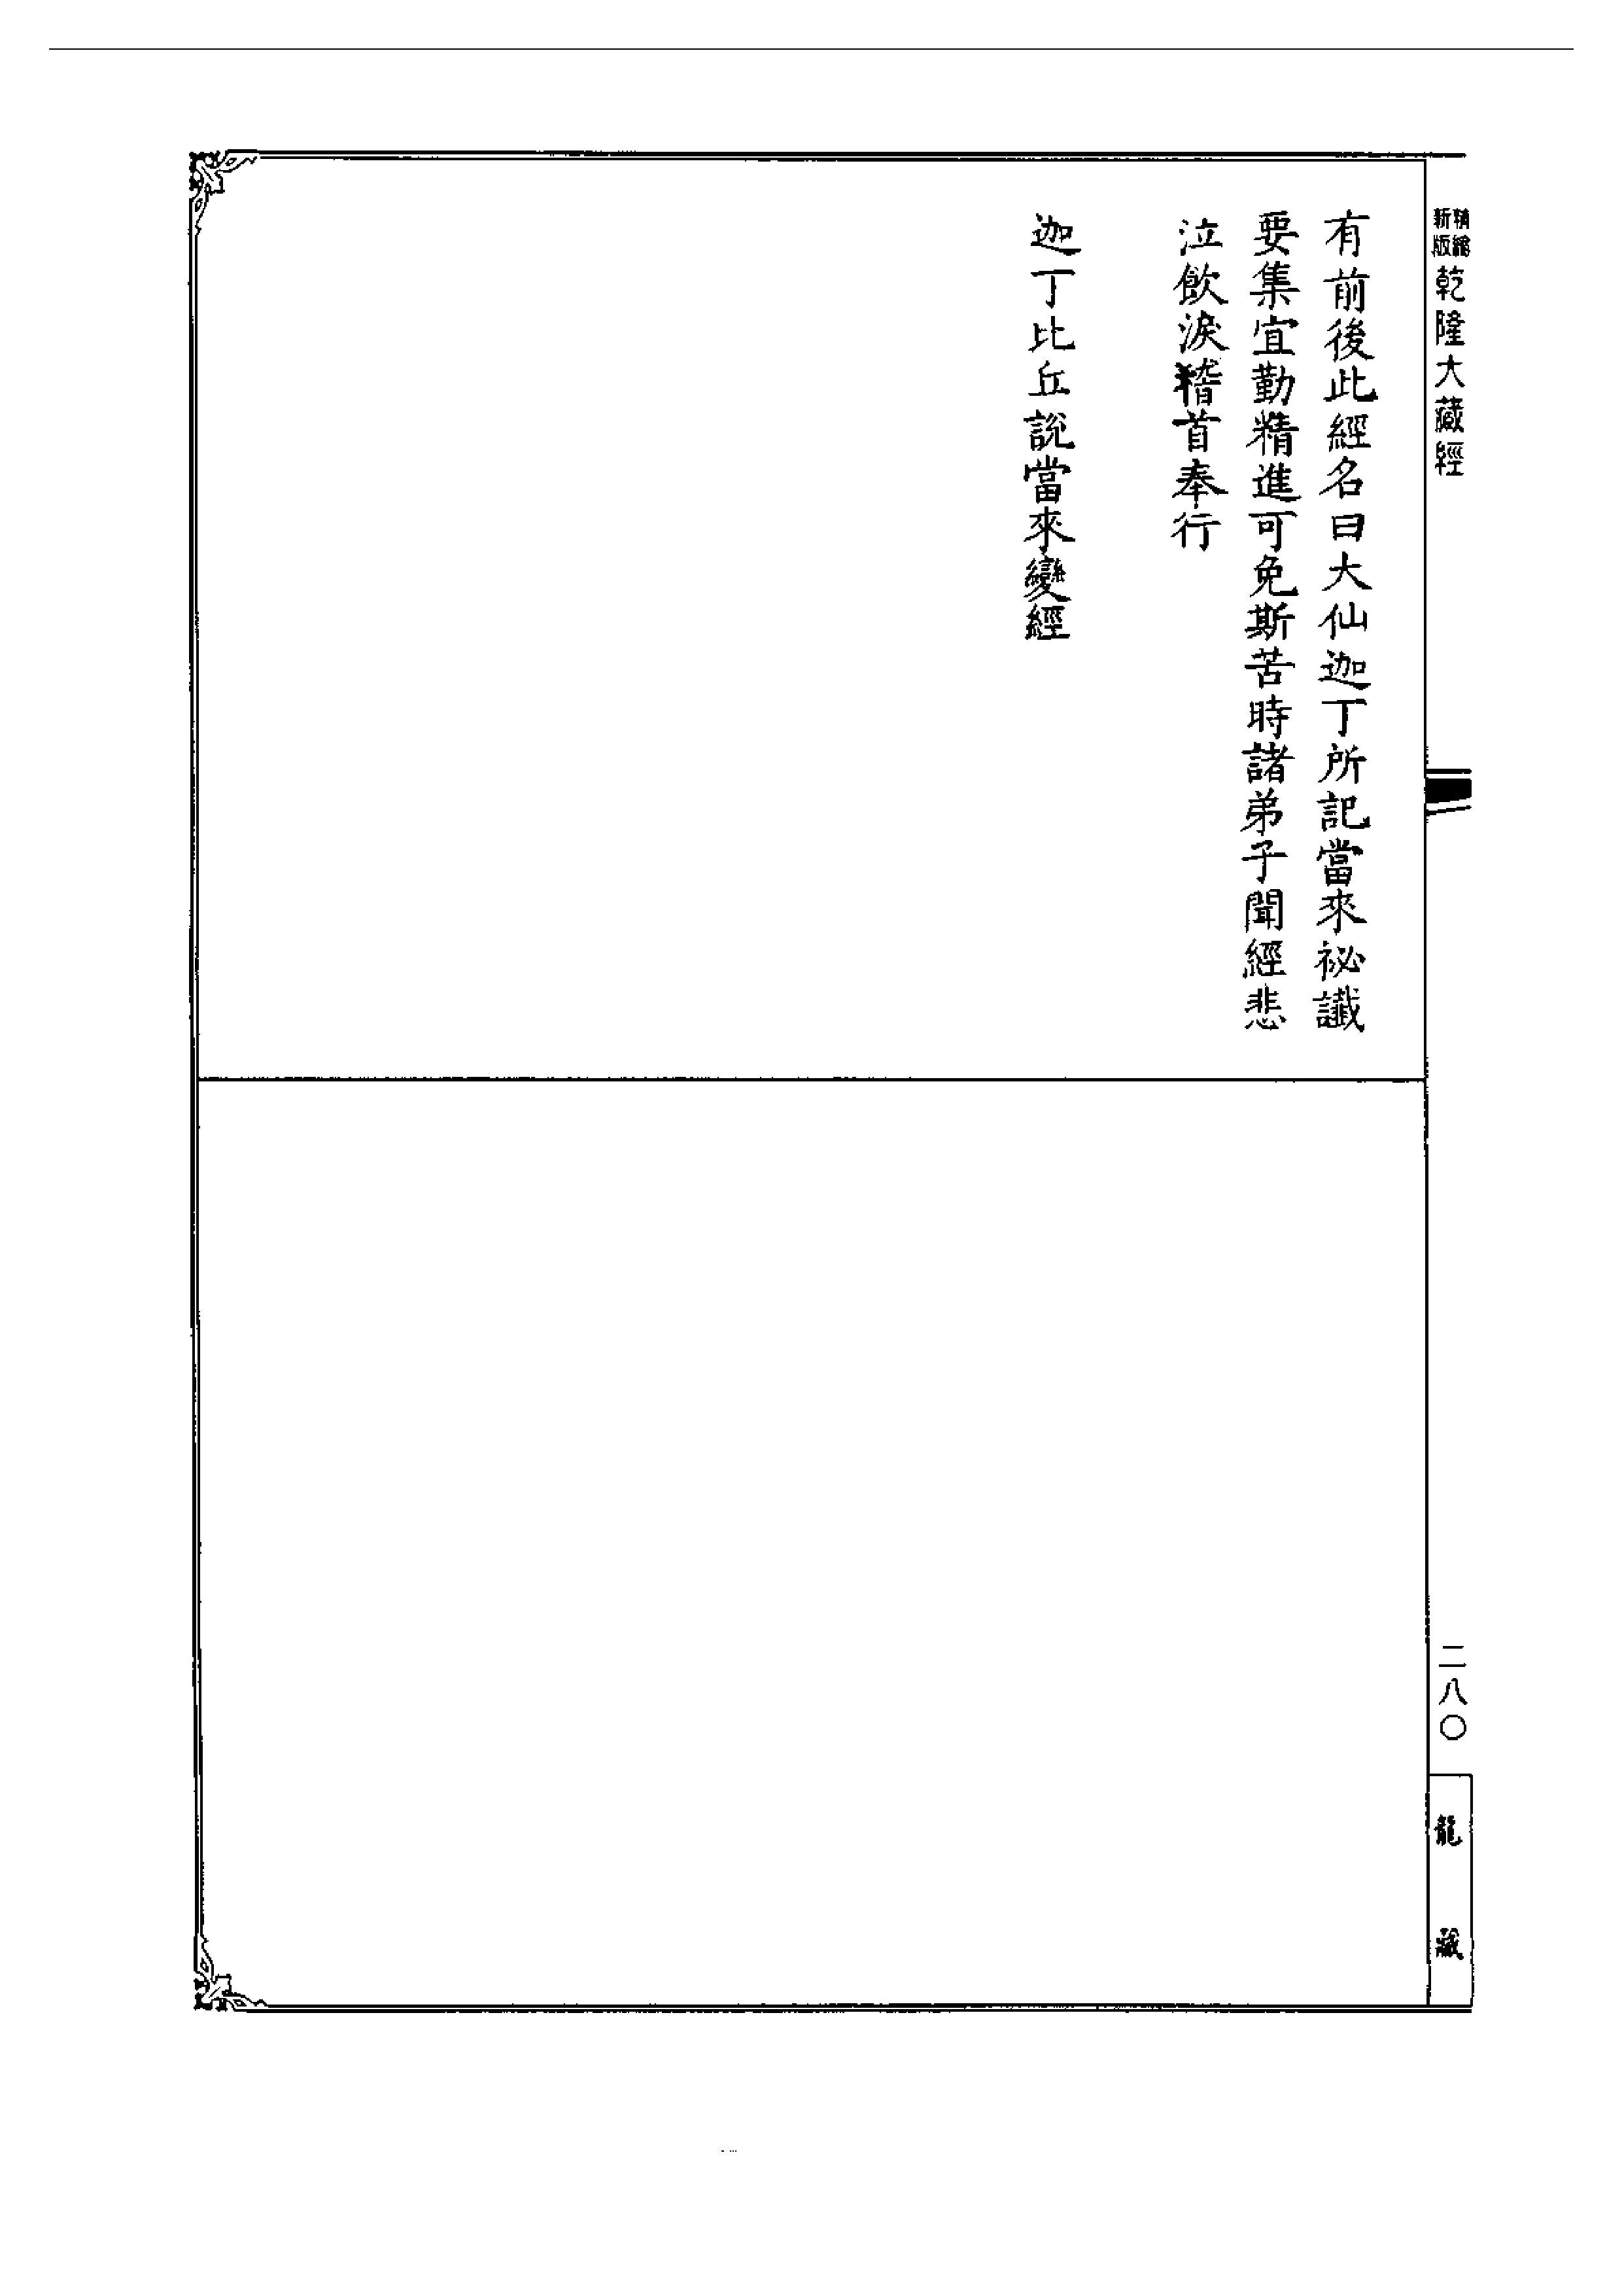 新編
縮版
乾隆大藏經
有前後此經名曰大仙迦丁所記當來祕讖
要集宜勤精進可免斯苦時諸弟子聞經悲
泣飲淚稽首奉行
迦丁比丘說當來變經
二八〇
龍藏